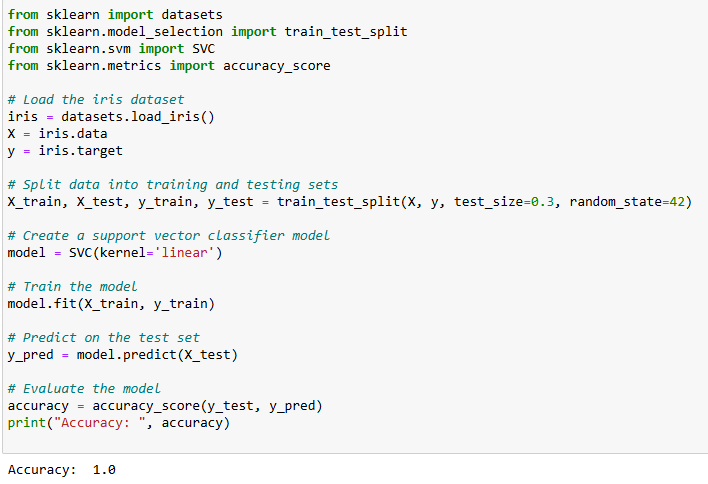 from sklearn import datasets
from sklearn.model_selection import train_test_split
from sklearn.svm import SVC
from sklearn.metrics import accuracy_score
# Load the iris dataset
iris = datasets.load_iris()
X = iris.data
y = iris.target
# Split data into training and testing sets
X_train, X_test, y_train, y_test = train_test_split(X, y, test_size=0.3, random_state=42)
# Create a support vector classifier model
model = SVC(kernel='linear')
# Train the model
model.fit(X_train, y_train)
# Predict on the test set
y_pred = model.predict(X_test)
# Evaluate the model
accuracy = accuracy_score(y_test, y_pred)
print("Accuracy: ", accuracy)
Accuracy:  1.0